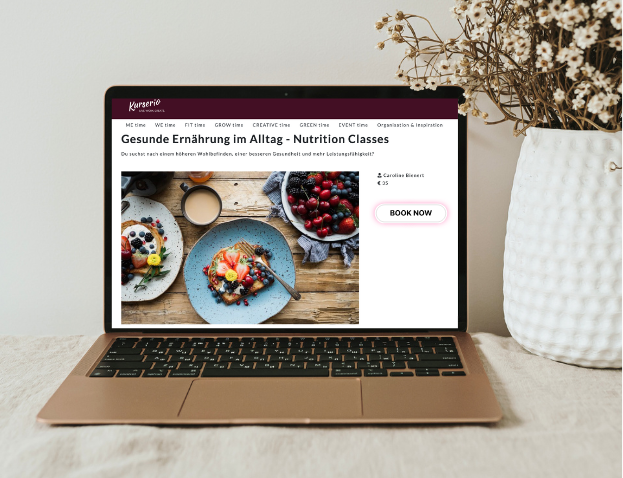 Kurserio
ME time WE time FIT time GROW time CREATIVE time GREEN time EVENT time Organisation & Inspiration
Gesunde Ernährung im Alltag - Nutrition Classes
Du suchst nach einem höheren Wohlbefinden, einer besseren Gesundheit und mehr Leistungsfähigkeit?
Caroline Bienert
€ 35
BOOK NOW